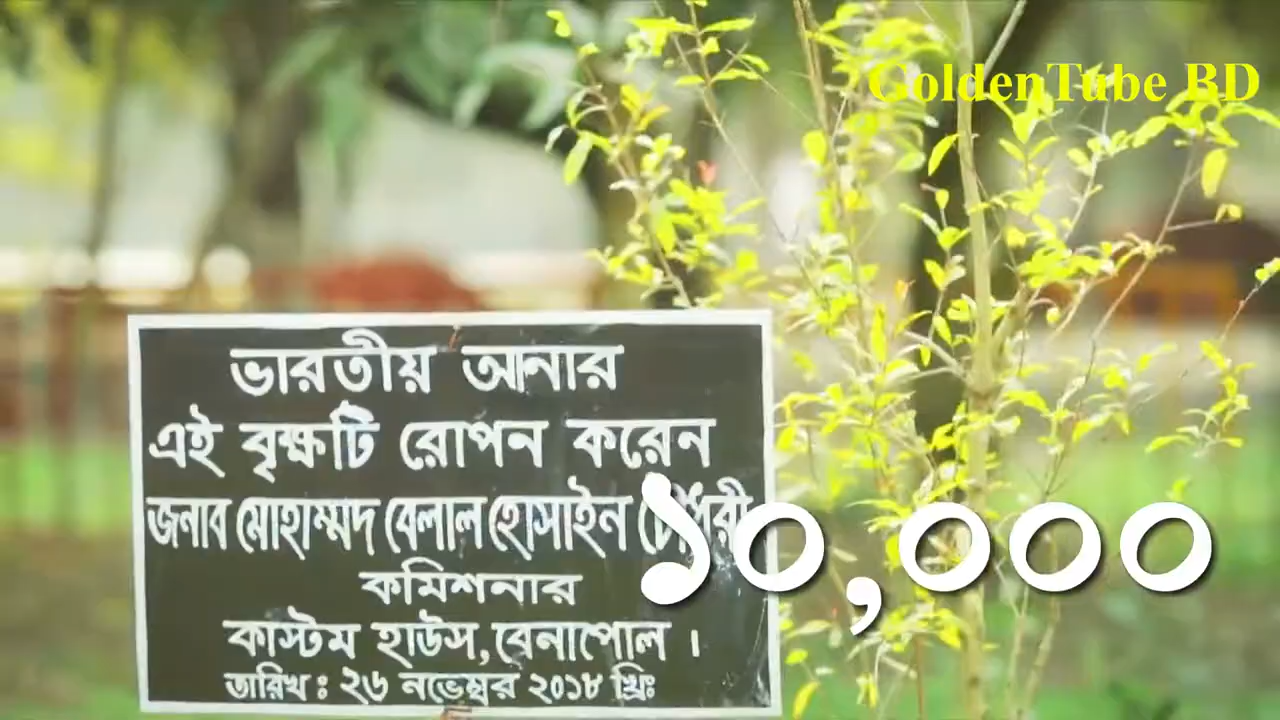 GoldenTube BD
ভারতীয় আনার
এই বৃক্ষটি রোপন করেন
জনাব মোহাম্মদ বেলাল হোসাইন চৌধুরী
কমিশনার
কাস্টম হাউস, বেনাপোল ।
তারিখ : ২৬ নভেম্বর ২০১৮ খ্রিঃ
১০,০০০